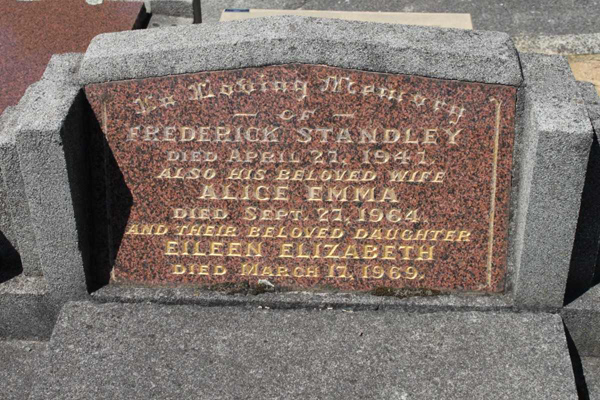 In Loving Memory
— OF —
FREDERICK STANDLEY
DIED APRIL 27. 1941.
ALSO HIS BELOVED WIFE
ALICE EMMA
DIED SEPT. 27. 1964.
AND THEIR BELOVED DAUGHTER
EILEEN ELIZABETH
DIED MARCH 17. 1969.